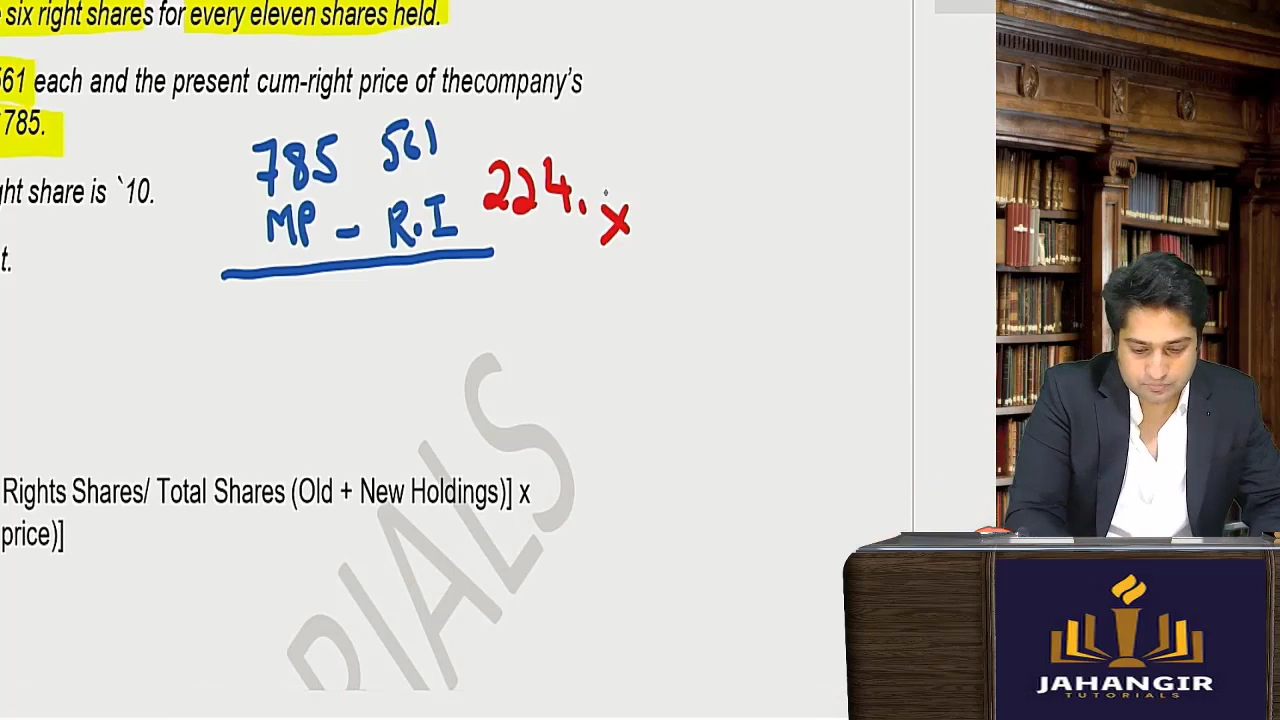 six right shares for every eleven shares held.
561 each and the present cum-right price of thecompany's
785.
785 561
MP - R.I 224. x
ght share is `10.
t.
Rights Shares/ Total Shares (Old + New Holdings)] x
price)]
RIALS
JAHANGIR
TUTORIALS